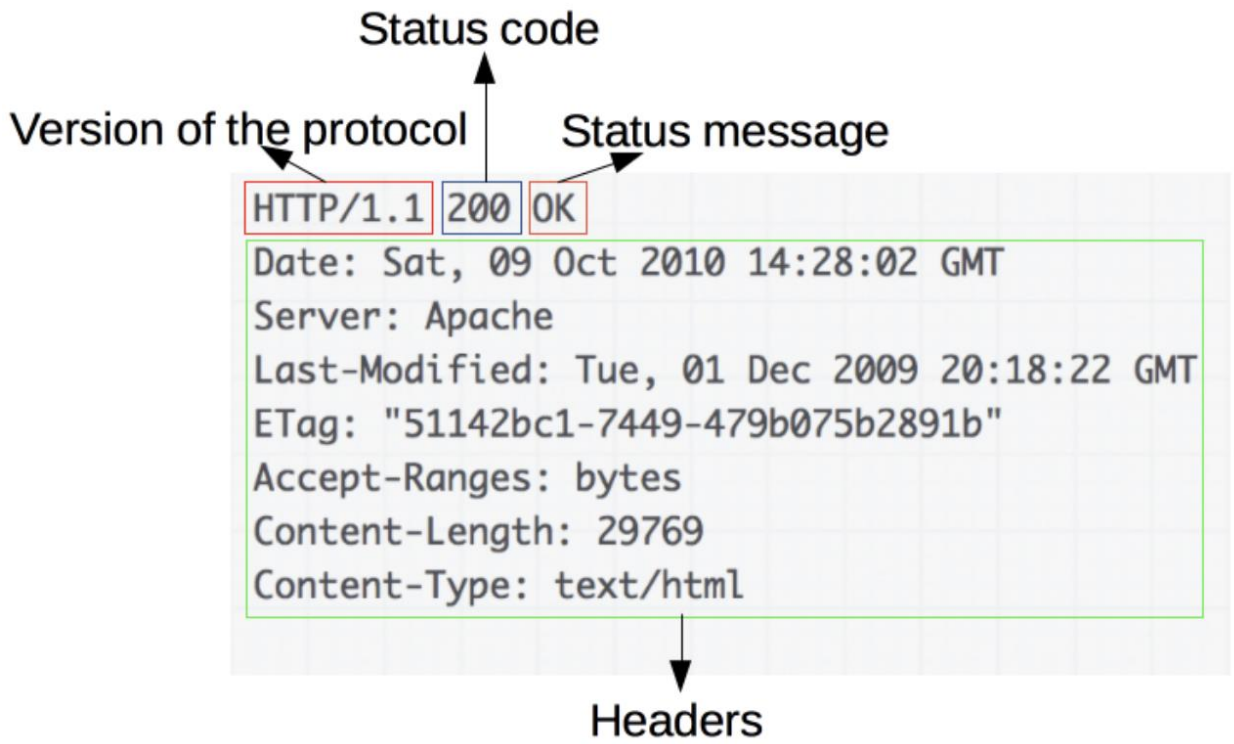 Status code
Version of the protocol
Status message
HTTP/1.1 200 OK
Date: Sat, 09 Oct 2010 14:28:02 GMT
Server: Apache
Last-Modified: Tue, 01 Dec 2009 20:18:22 GMT
ETag: "51142bc1-7449-479b075b2891b"
Accept-Ranges: bytes
Content-Length: 29769
Content-Type: text/html
Headers